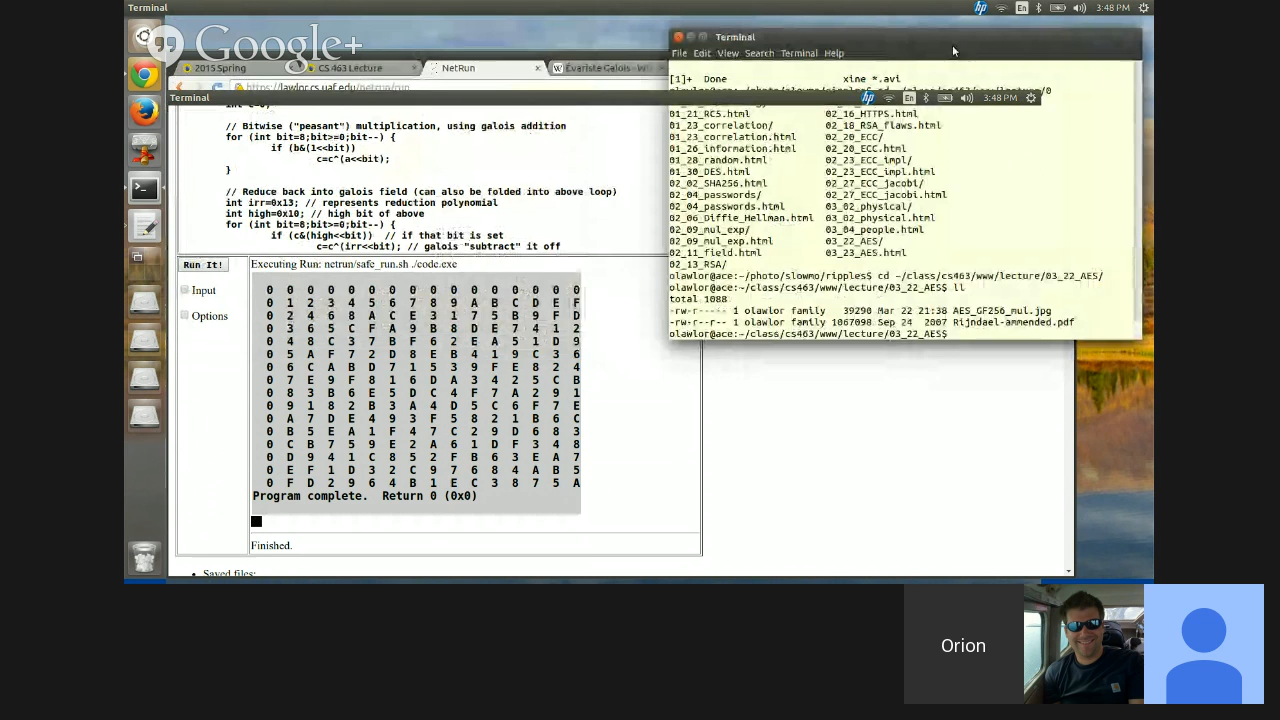 Terminal
En
3:48 PM
Google+
Terminal
File Edit View Search Terminal Help
2015 Spring
CS 463 Lecture
NetRun
Évariste Galois - W
https://lawlor.cs.uaf.edu/netrun/run
[1]+ Done xine *.avi
Terminal
En
3:48 PM
01_21_RC5.html 02_16_HTTPS.html
01_23_correlation/ 02_18_RSA_flaws.html
01_23_correlation.html 02_20_ECC/
01_26_information.html 02_20_ECC.html
01_28_random.html 02_23_ECC_impl/
01_30_DES.html 02_23_ECC_impl.html
02_02_SHA256.html 02_27_ECC_jacobi/
02_04_passwords/ 02_27_ECC_jacobi.html
02_04_passwords.html 03_02_physical/
02_06_Diffie_Hellman.html 03_02_physical.html
02_09_mul_exp/ 03_04_people.html
02_09_mul_exp.html 03_22_AES/
02_11_field.html 03_23_AES.html
02_13_RSA/
olawlor@ace:~/photo/slowmo/ripples$ cd ~/class/cs463/www/lecture/03_22_AES/
olawlor@ace:~/class/cs463/www/lecture/03_22_AES$ ll
total 1088
-rw-r----- 1 olawlor family 39290 Mar 22 21:38 AES_GF256_mul.jpg
-rw-r--r-- 1 olawlor family 1067098 Sep 24 2007 Rijndael-ammended.pdf
olawlor@ace:~/class/cs463/www/lecture/03_22_AES$
// Bitwise ("peasant") multiplication, using galois addition
for (int bit=8;bit>=0;bit--) {
if (b&(1<<bit))
c=c^(a<<bit);
}
// Reduce back into galois field (can also be folded into above loop)
int irr=0x13; // represents reduction polynomial
int high=0x10; // high bit of above
for (int bit=8;bit>=0;bit--)
if (c&(high<<bit)) // if that bit is set
c=c^(irr<<bit); // galois "subtract" it off
Run It!
Input
Options
Executing Run: netrun/safe_run.sh ./code.exe
0 0 0 0 0 0 0 0 0 0 0 0 0 0 0 0
0 1 2 3 4 5 6 7 8 9 A B C D E F
0 2 4 6 8 A C E 3 1 7 5 B 9 F D
0 3 6 5 C F A 9 B 8 D E 7 4 1 2
0 4 8 C 3 7 B F 6 2 E A 5 1 D 9
0 5 A F 7 2 D 8 E B 4 1 9 C 3 6
0 6 C A B D 7 1 5 3 9 F E 8 2 4
0 7 E 9 F 8 1 6 D A 3 4 2 5 C B
0 8 3 B 6 E 5 D C 4 F 7 A 2 9 1
0 9 1 8 2 B 3 A 4 D 5 C 6 F 7 E
0 A 7 D E 4 9 3 F 5 8 2 1 B 6 C
0 B 5 E A 1 F 4 7 C 2 9 D 6 8 3
0 C B 7 5 9 E 2 A 6 1 D F 3 4 8
0 D 9 4 1 C 8 5 2 F B 6 3 E A 7
0 E F 1 D 3 2 C 9 7 6 8 4 A B 5
0 F D 2 9 6 4 B 1 E C 3 8 7 5 A
Program complete. Return 0 (0x0)
Finished.
Saved files:
Orion